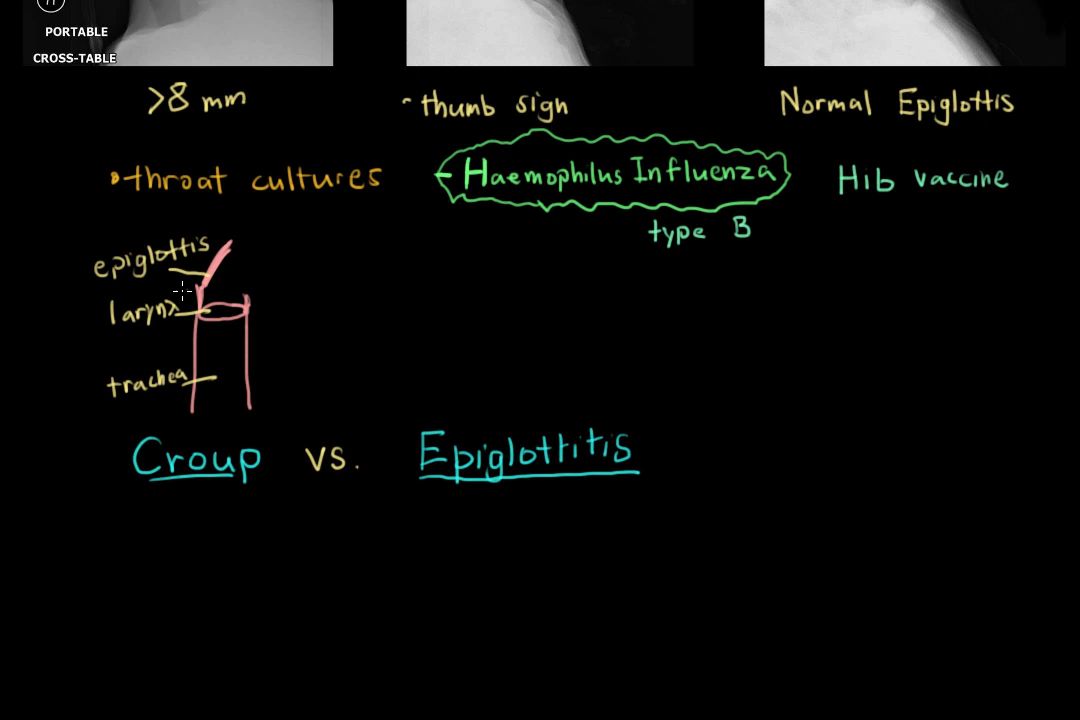 PORTABLE
CROSS-TABLE
>8 mm
- thumb sign
Normal Epiglottis
• throat cultures
- Haemophilus Influenza
Hib vaccine
type B
epiglottis
larynx
trachea
Croup vs. Epiglottitis